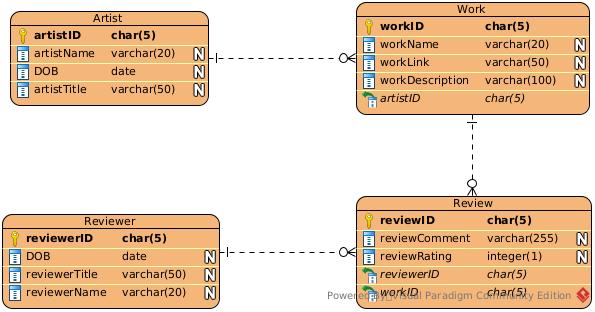 Artist
artistID char(5)
artistName varchar(20) N
DOB date N
artistTitle varchar(50) N
Work
workID char(5)
workName varchar(20) N
workLink varchar(50) N
workDescription varchar(100) N
artistID char(5)
Reviewer
reviewerID char(5)
DOB date N
reviewerTitle varchar(50) N
reviewerName varchar(20) N
Review
reviewID char(5)
reviewComment varchar(255) N
reviewRating integer(1) N
reviewerID char(5)
workID char(5)
Powered by Visual Paradigm Community Edition